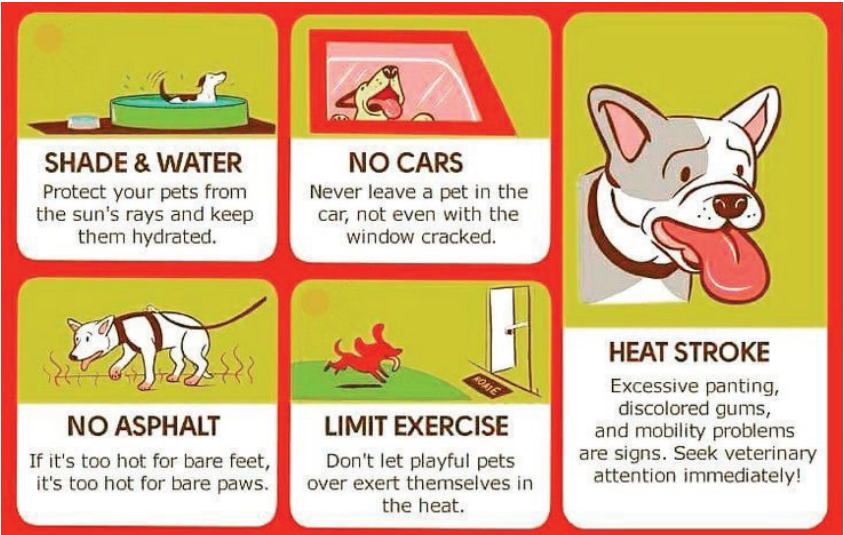 SHADE & WATER
Protect your pets from
the sun's rays and keep
them hydrated.
NO CARS
Never leave a pet in the
car, not even with the
window cracked.
NO ASPHALT
If it's too hot for bare feet,
it's too hot for bare paws.
LIMIT EXERCISE
Don't let playful pets
over exert themselves in
the heat.
HEAT STROKE
Excessive panting,
discolored gums,
and mobility problems
are signs. Seek veterinary
attention immediately!